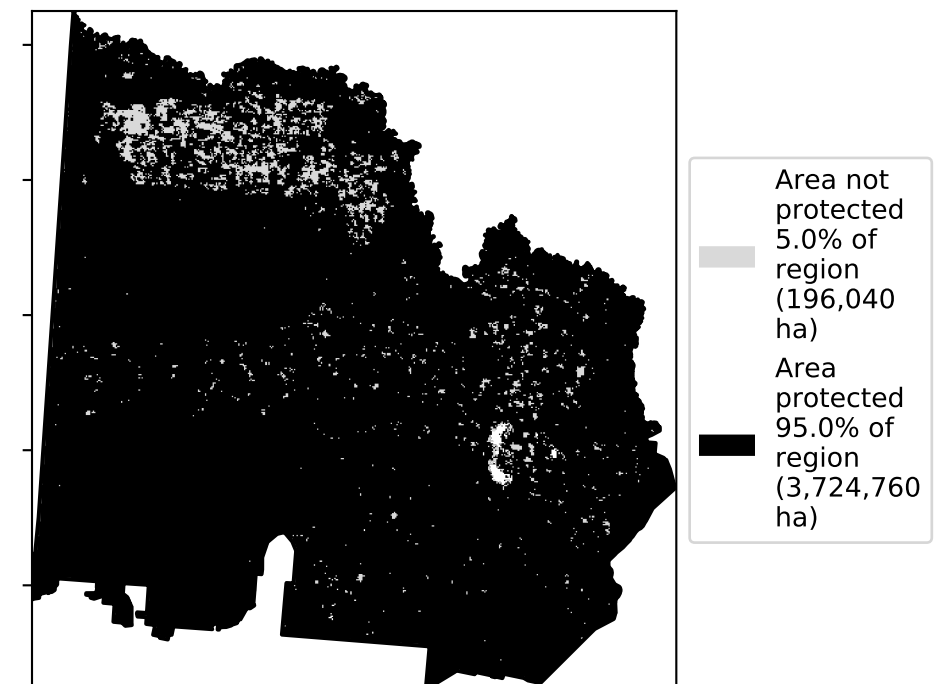 Area not
protected
5.0% of
region
(196,040
ha)
Area
protected
95.0% of
region
(3,724,760
ha)